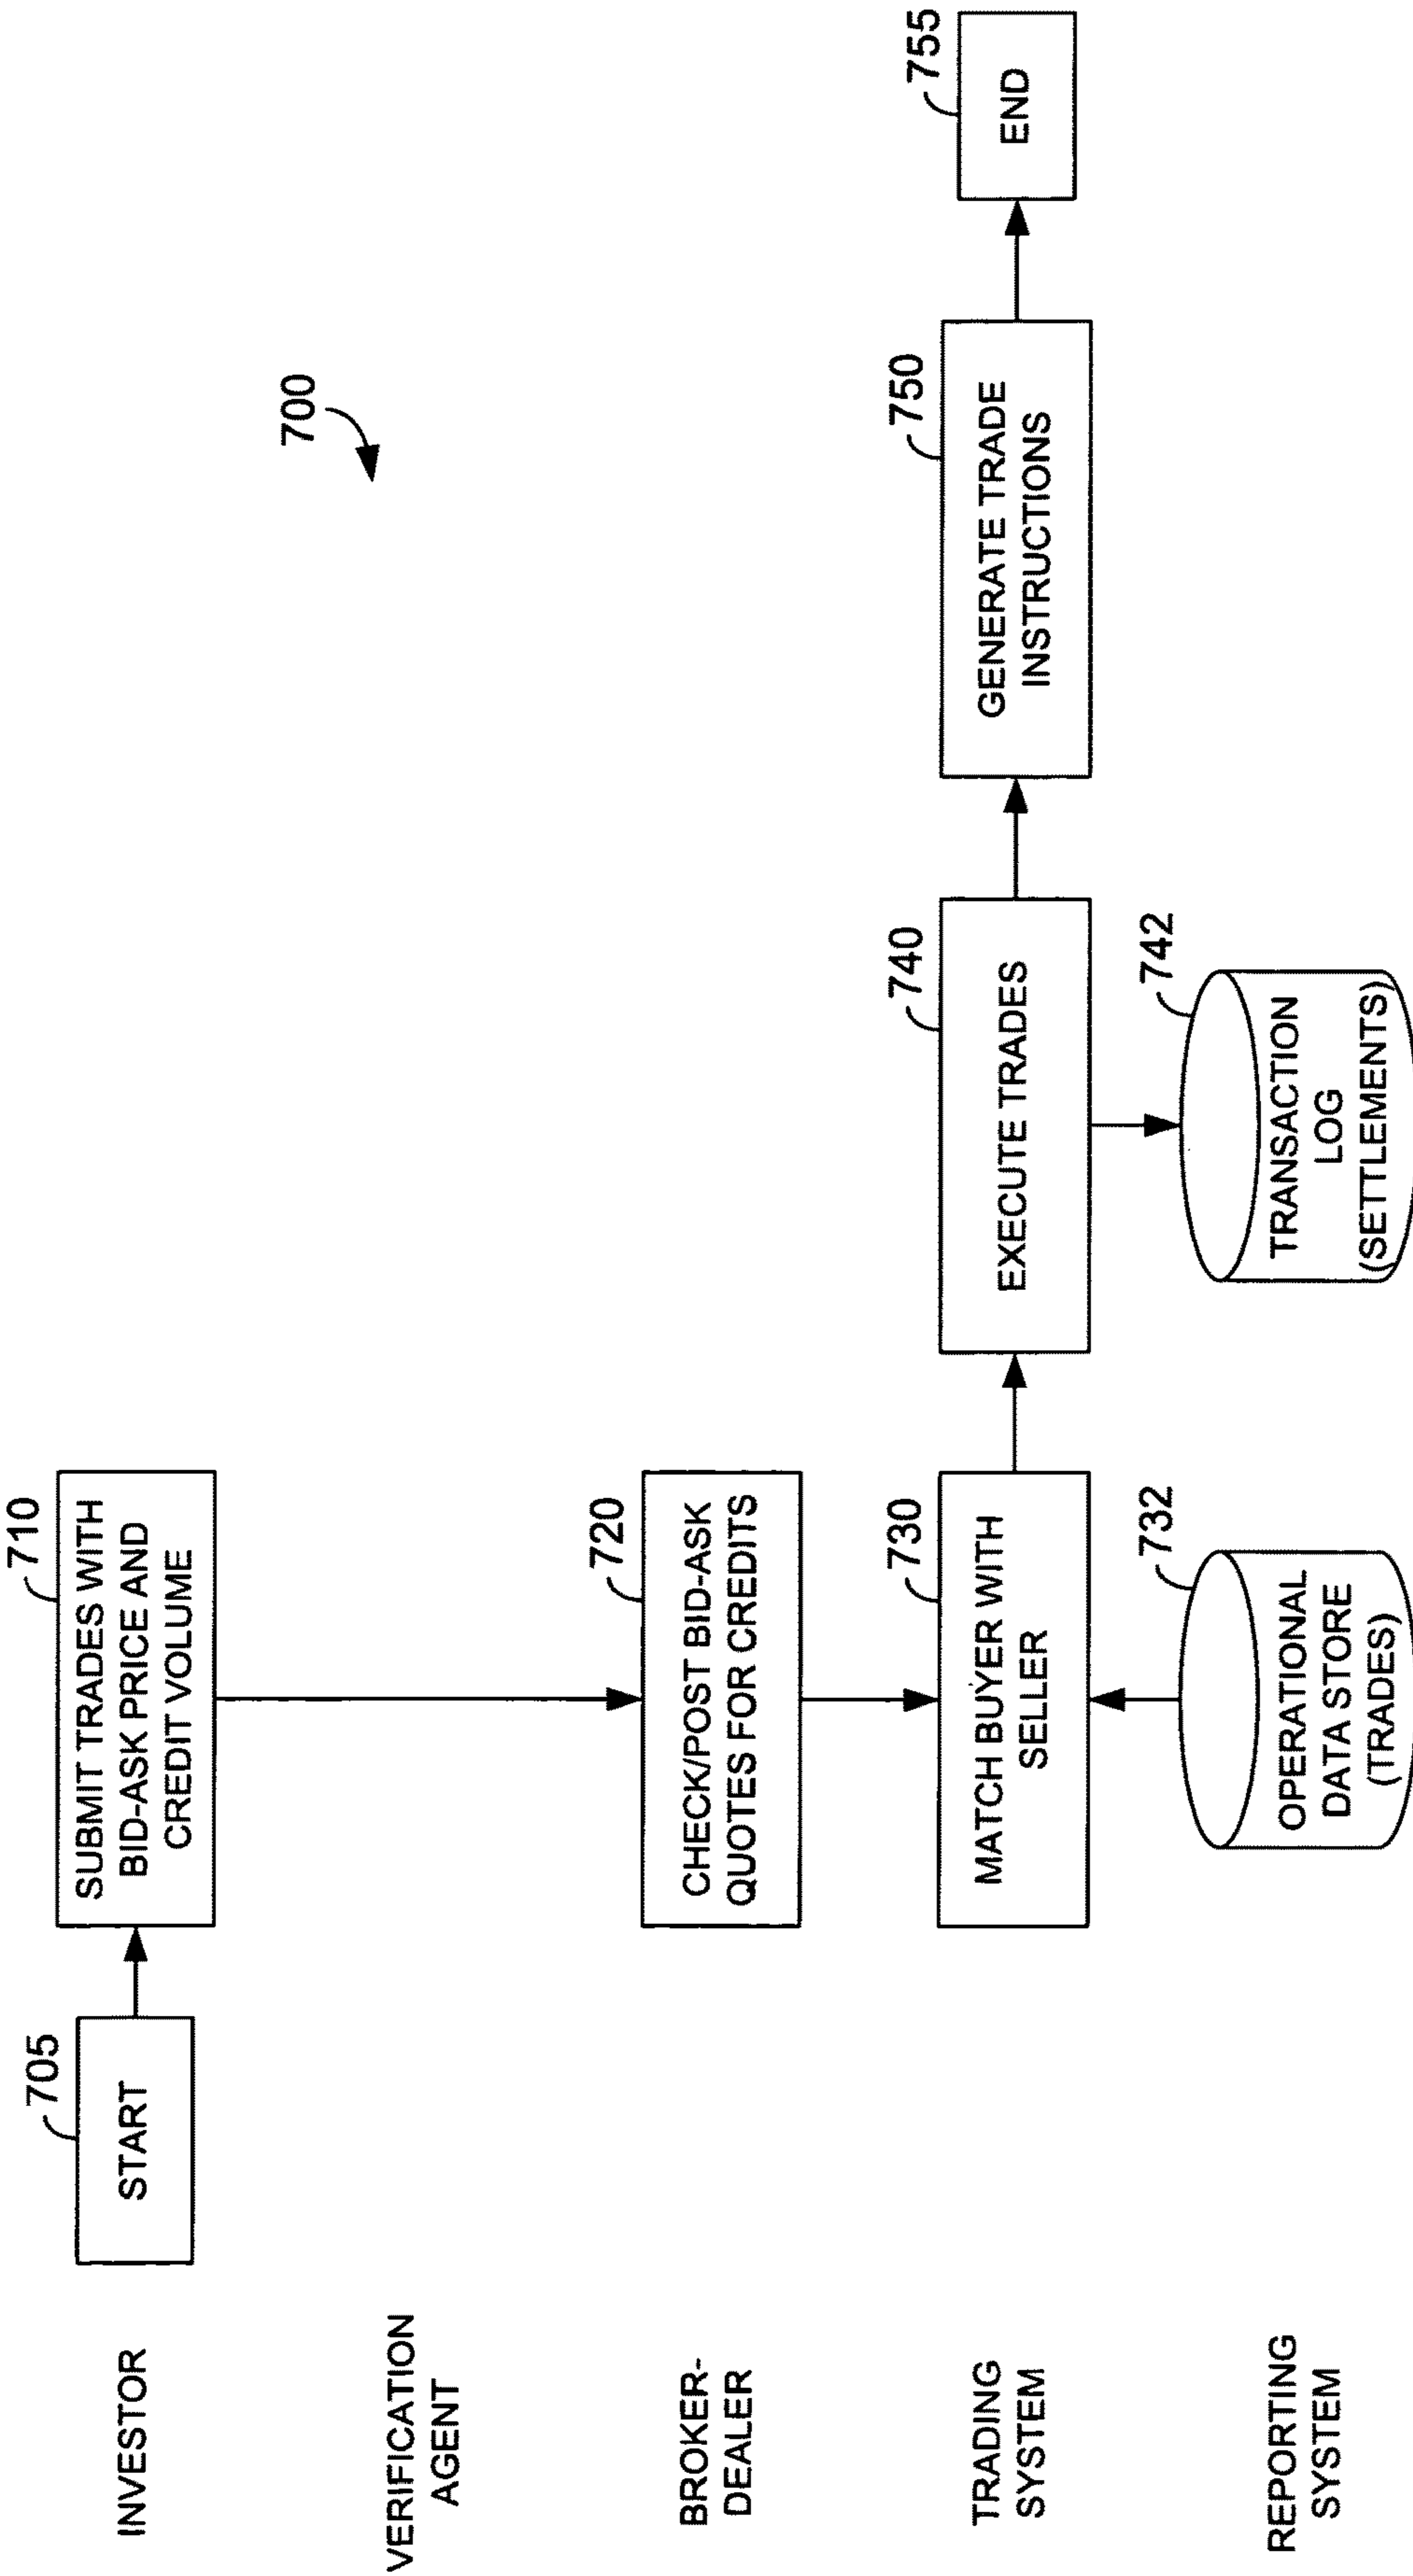 700
INVESTOR
705
START
710
SUBMIT TRADES WITH
BID-ASK PRICE AND
CREDIT VOLUME
VERIFICATION
AGENT
BROKER-
DEALER
720
CHECK/POST BID-ASK
QUOTES FOR CREDITS
TRADING
SYSTEM
730
MATCH BUYER WITH
SELLER
740
EXECUTE TRADES
750
GENERATE TRADE
INSTRUCTIONS
755
END
REPORTING
SYSTEM
732
OPERATIONAL
DATA STORE
(TRADES)
742
TRANSACTION
LOG
(SETTLEMENTS)